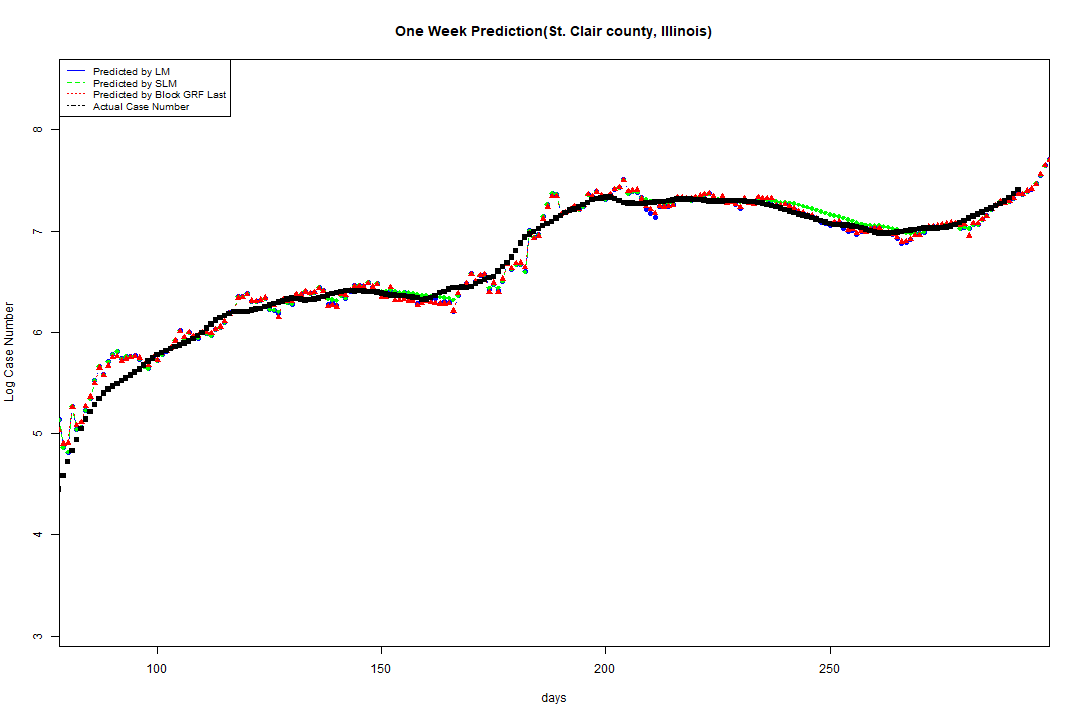 One Week Prediction(St. Clair county, Illinois)
Predicted by LM
Predicted by SLM
Predicted by Block GRF Last
Actual Case Number
8
7
6
5
4
3
Log Case Number
100 150 200 250
days